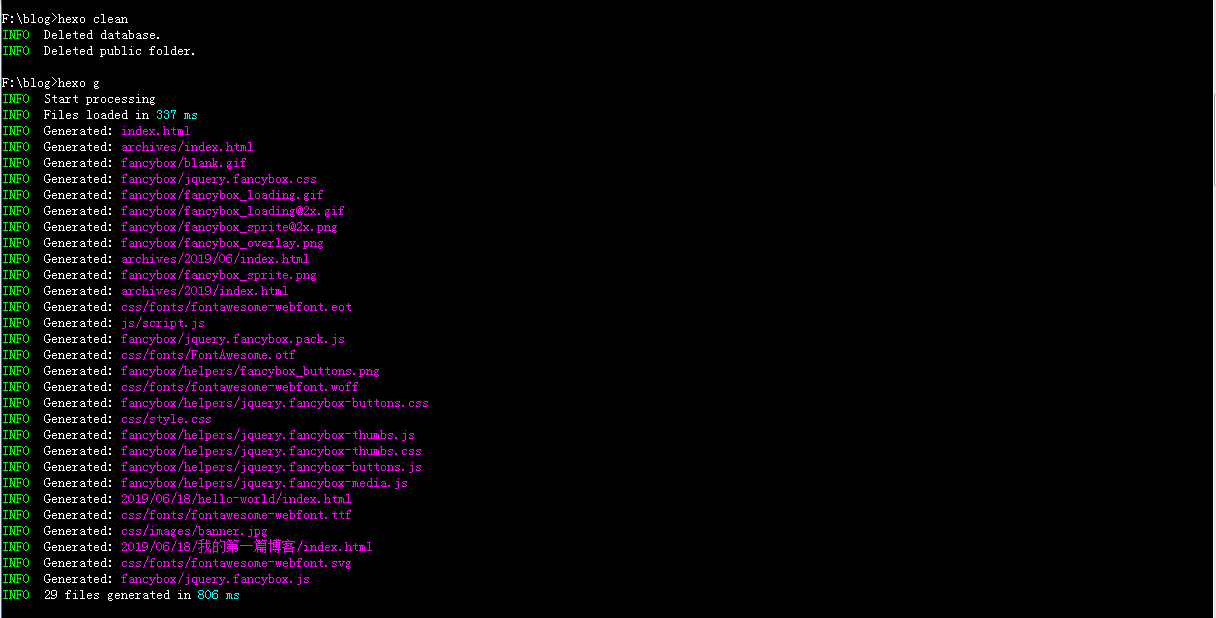 F:\blog>hexo clean
INFO  Deleted database.
INFO  Deleted public folder.
F:\blog>hexo g
INFO  Start processing
INFO  Files loaded in 337 ms
INFO  Generated: index.html
INFO  Generated: archives/index.html
INFO  Generated: fancybox/blank.gif
INFO  Generated: fancybox/jquery.fancybox.css
INFO  Generated: fancybox/fancybox_loading.gif
INFO  Generated: fancybox/fancybox_loading@2x.gif
INFO  Generated: fancybox/fancybox_sprite@2x.png
INFO  Generated: fancybox/fancybox_overlay.png
INFO  Generated: archives/2019/06/index.html
INFO  Generated: fancybox/fancybox_sprite.png
INFO  Generated: archives/2019/index.html
INFO  Generated: css/fonts/fontawesome-webfont.eot
INFO  Generated: js/script.js
INFO  Generated: fancybox/jquery.fancybox.pack.js
INFO  Generated: css/fonts/FontAwesome.otf
INFO  Generated: fancybox/helpers/fancybox_buttons.png
INFO  Generated: css/fonts/fontawesome-webfont.woff
INFO  Generated: fancybox/helpers/jquery.fancybox-buttons.css
INFO  Generated: css/style.css
INFO  Generated: fancybox/helpers/jquery.fancybox-thumbs.js
INFO  Generated: fancybox/helpers/jquery.fancybox-thumbs.css
INFO  Generated: fancybox/helpers/jquery.fancybox-buttons.js
INFO  Generated: fancybox/helpers/jquery.fancybox-media.js
INFO  Generated: 2019/06/18/hello-world/index.html
INFO  Generated: css/fonts/fontawesome-webfont.ttf
INFO  Generated: css/images/banner.jpg
INFO  Generated: 2019/06/18/我的第一篇博客/index.html
INFO  Generated: css/fonts/fontawesome-webfont.svg
INFO  Generated: fancybox/jquery.fancybox.js
INFO  29 files generated in 806 ms